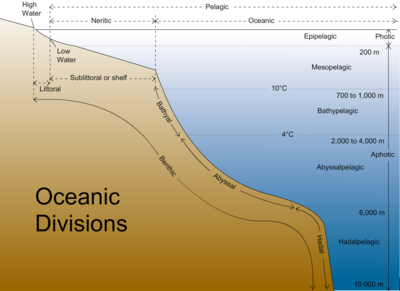 High
Water
Pelagic
Neritic
Oceanic
Epipelagic
Photic
Low
Water
200 m
Mesopelagic
Sublittoral or shelf
Littoral
10°C
700 to 1,000 m
Bathyal
Bathypelagic
4°C
2,000 to 4,000 m
Aphotic
Benthic
Abyssal
Abyssalpelagic
Oceanic
Divisions
6,000 m
Hadal
Hadalpelagic
10,000 m